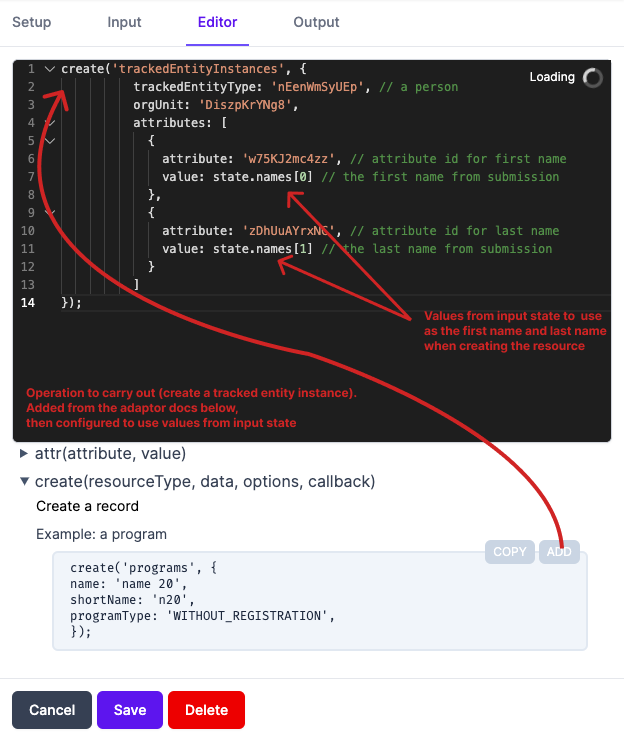 Setup Input Editor Output
1 create('trackedEntityInstances', {
Loading
2 trackedEntityType: 'nEenWmSyUEp', // a person
3 orgUnit: 'DiszpKrYNg8',
4 attributes: [
5 {
6 attribute: 'w75KJ2mc4zz', // attribute id for first name
7 value: state.names[0] // the first name from submission
8 },
9 {
10 attribute: 'zDhUuAYrxNC', // attribute id for last name
11 value: state.names[1] // the last name from submission
12 }
13 ]
14 });
Values from input state to use
as the first name and last name
when creating the resource
Operation to carry out (create a tracked entity instance).
Added from the adaptor docs below,
then configured to use values from input state
attr(attribute, value)
create(resourceType, data, options, callback)
Create a record
Example: a program
COPY ADD
create('programs', {
name: 'name 20',
shortName: 'n20',
programType: 'WITHOUT_REGISTRATION',
});
Cancel Save Delete